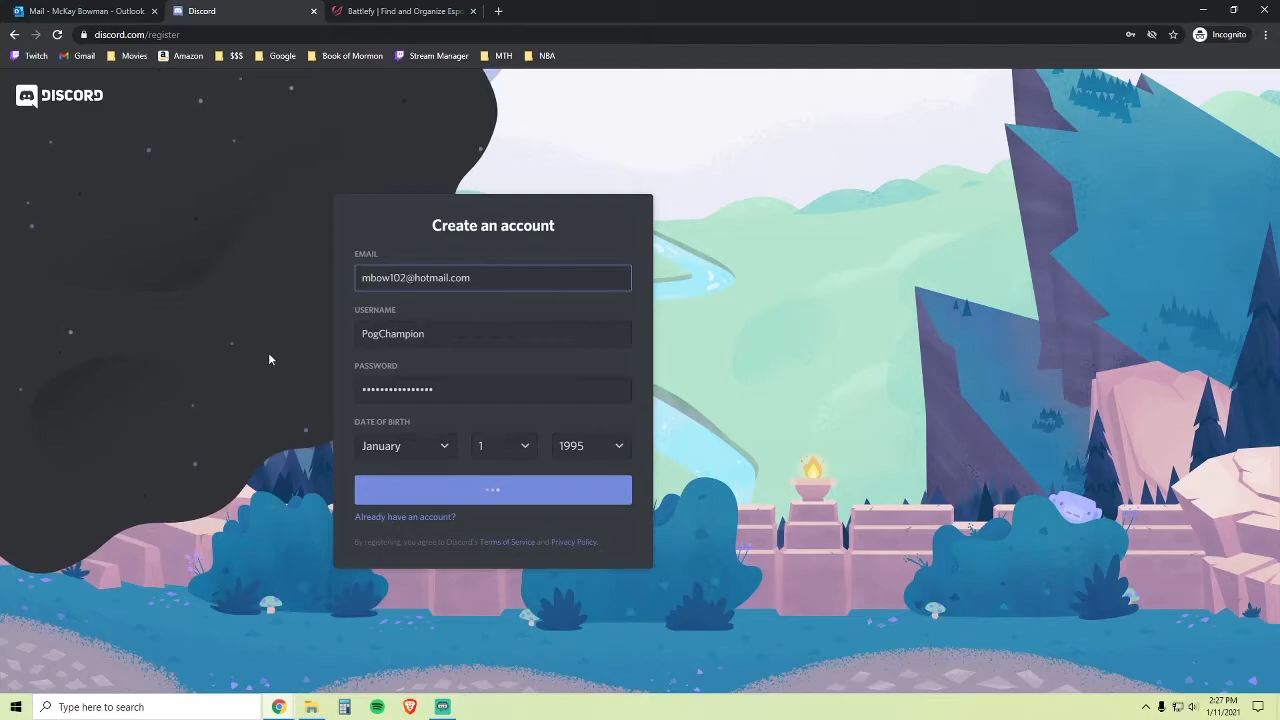 Mail - McKay Bowman - Outlook
Discord
Battlefy | Find and Organize Esp
discord.com/register
Incognito
Twitch
Gmail
Movies
Amazon
$$$
Google
Book of Mormon
Stream Manager
MTH
NBA
DISCORD
Create an account
EMAIL
mbow102@hotmail.com
USERNAME
PogChampion
PASSWORD
••••••••••••••••
DATE OF BIRTH
January 1 1995
Already have an account?
By registering, you agree to Discord's Terms of Service and Privacy Policy.
Type here to search
2:27 PM
1/11/2021